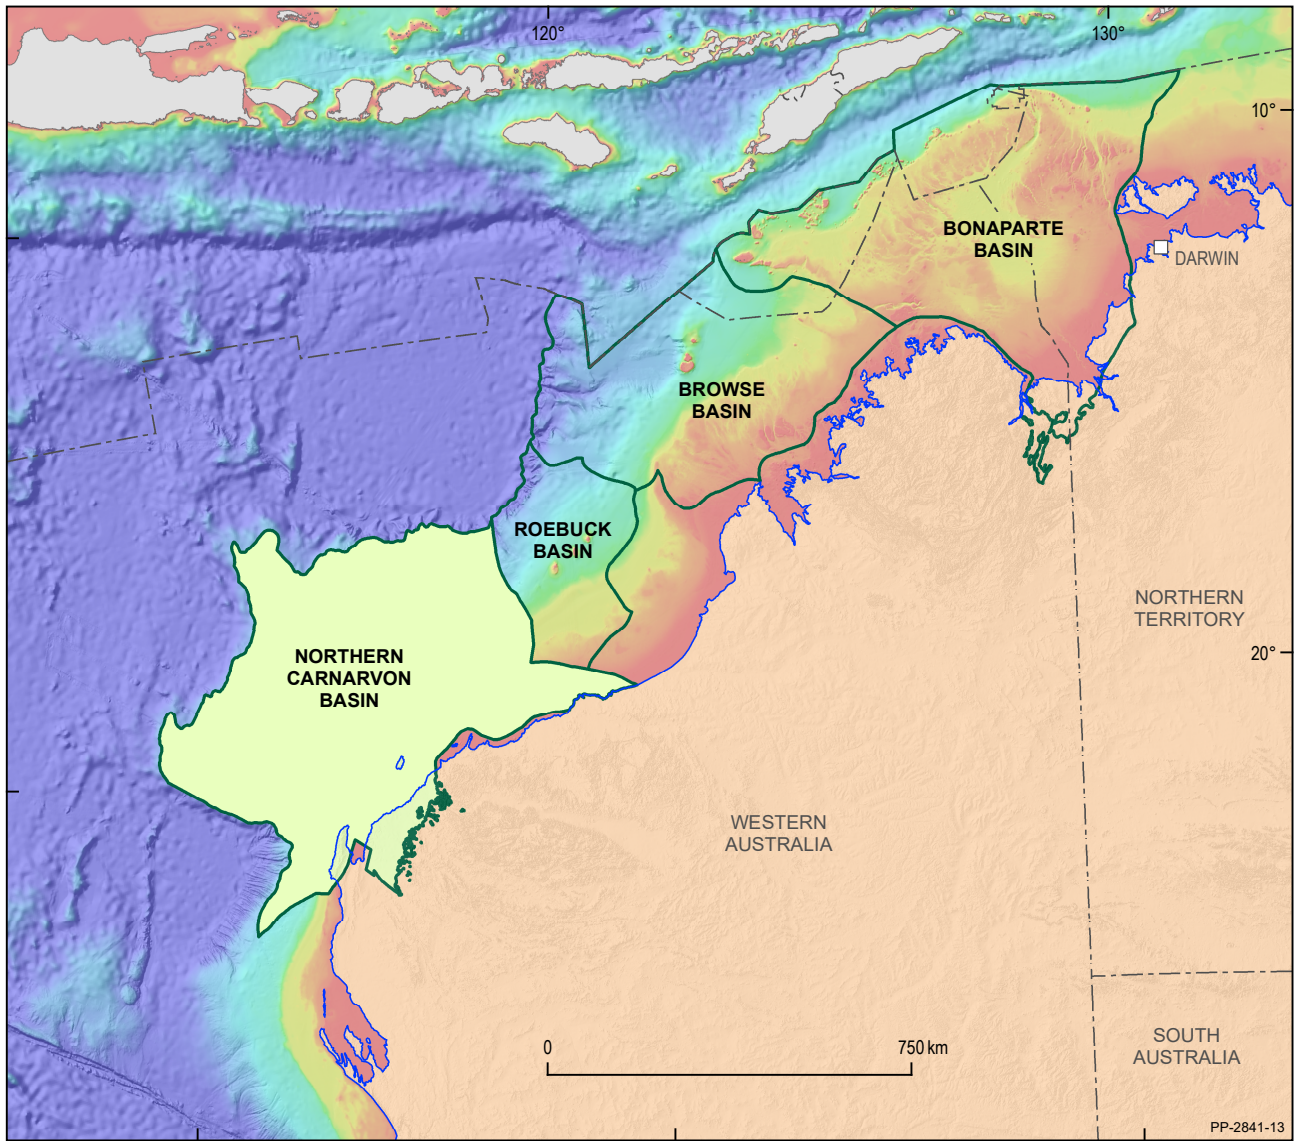 120°
130°
10°
BONAPARTE
BASIN
DARWIN
BROWSE
BASIN
ROEBUCK
BASIN
NORTHERN
TERRITORY
20°
NORTHERN
CARNARVON
BASIN
WESTERN
AUSTRALIA
SOUTH
AUSTRALIA
0
750 km
PP-2841-13